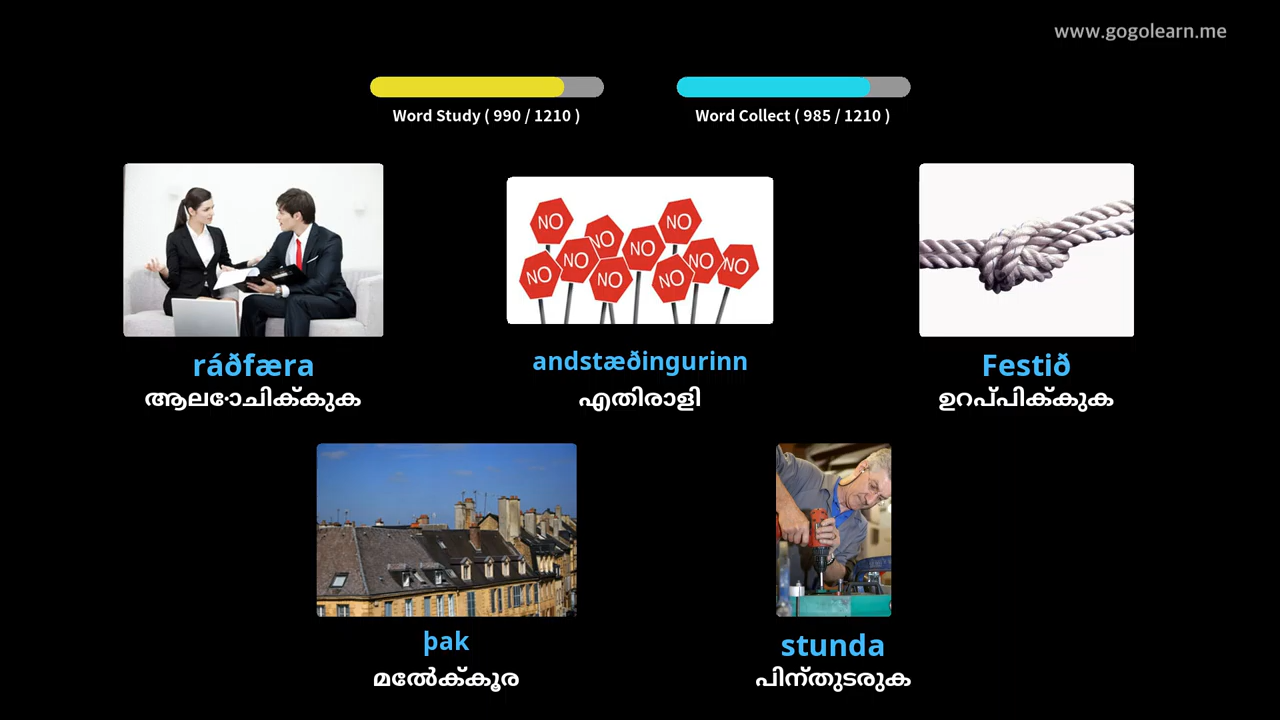 www.gogolearn.me
Word Study ( 990 / 1210 )
Word Collect ( 985 / 1210 )
NO NO NO NO NO NO NO NO NO NO
ráðfæra
ആലോചിക്കുക
andstæðingurinn
എതിരാളി
Festið
ഉറപ്പിക്കുക
þak
മേൽക്കൂര
stunda
പിന്തുടരുക